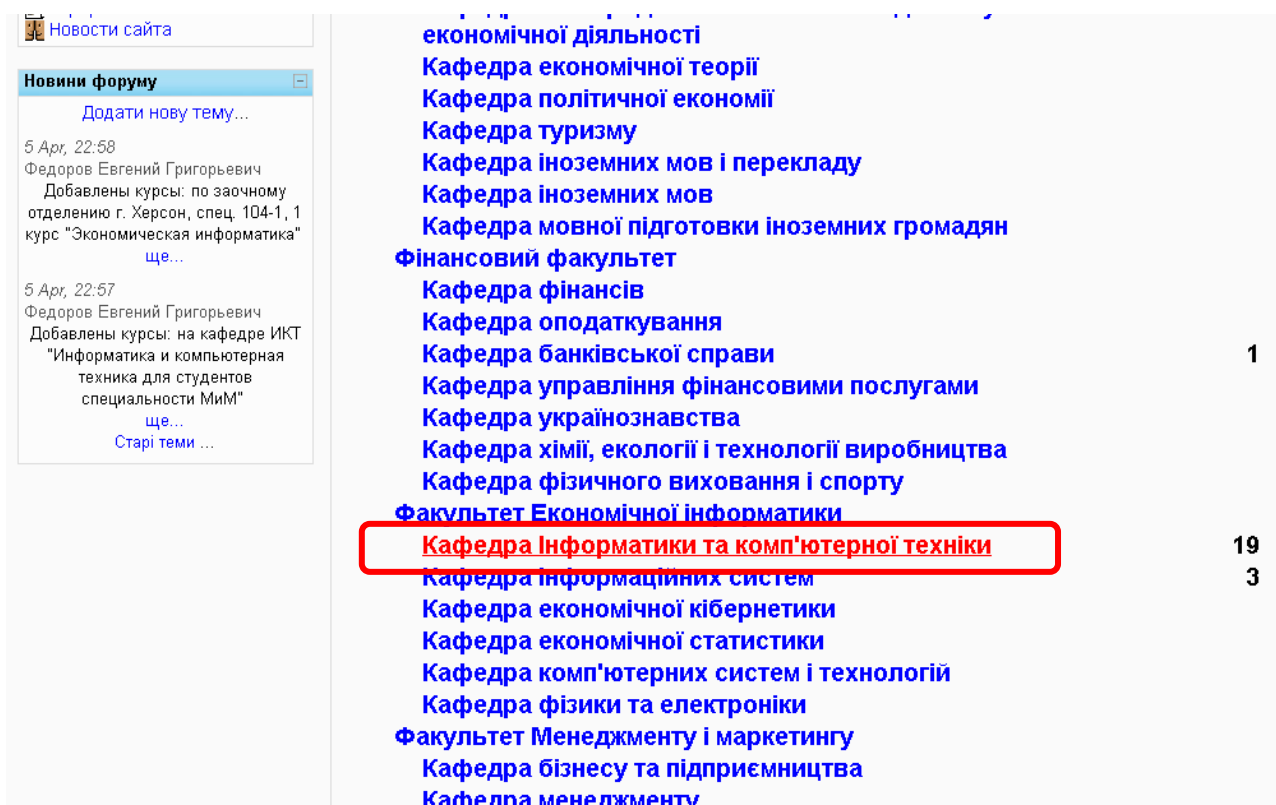 Новости сайта
Новини форуму
Додати нову тему...
5 Apr, 22:58
Федоров Евгений Григорьевич
Добавлены курсы: по заочному
отделению г. Херсон, спец. 104-1, 1
курс "Экономическая информатика"
ще...
5 Apr, 22:57
Федоров Евгений Григорьевич
Добавлены курсы: на кафедре ИКТ
"Информатика и компьютерная
техника для студентов
специальности МиМ"
ще...
Старі теми ...
економічної діяльності
Кафедра економічної теорії
Кафедра політичної економії
Кафедра туризму
Кафедра іноземних мов і перекладу
Кафедра іноземних мов
Кафедра мовної підготовки іноземних громадян
Фінансовий факультет
Кафедра фінансів
Кафедра оподаткування
Кафедра банківської справи 1
Кафедра управління фінансовими послугами
Кафедра українознавства
Кафедра хімії, екології і технології виробництва
Кафедра фізичного виховання і спорту
Факультет Економічної інформатики
Кафедра Інформатики та комп'ютерної техніки 19
Кафедра інформаційних систем 3
Кафедра економічної кібернетики
Кафедра економічної статистики
Кафедра комп'ютерних систем і технологій
Кафедра фізики та електроніки
Факультет Менеджменту і маркетингу
Кафедра бізнесу та підприємництва
Кафедра менеджменту